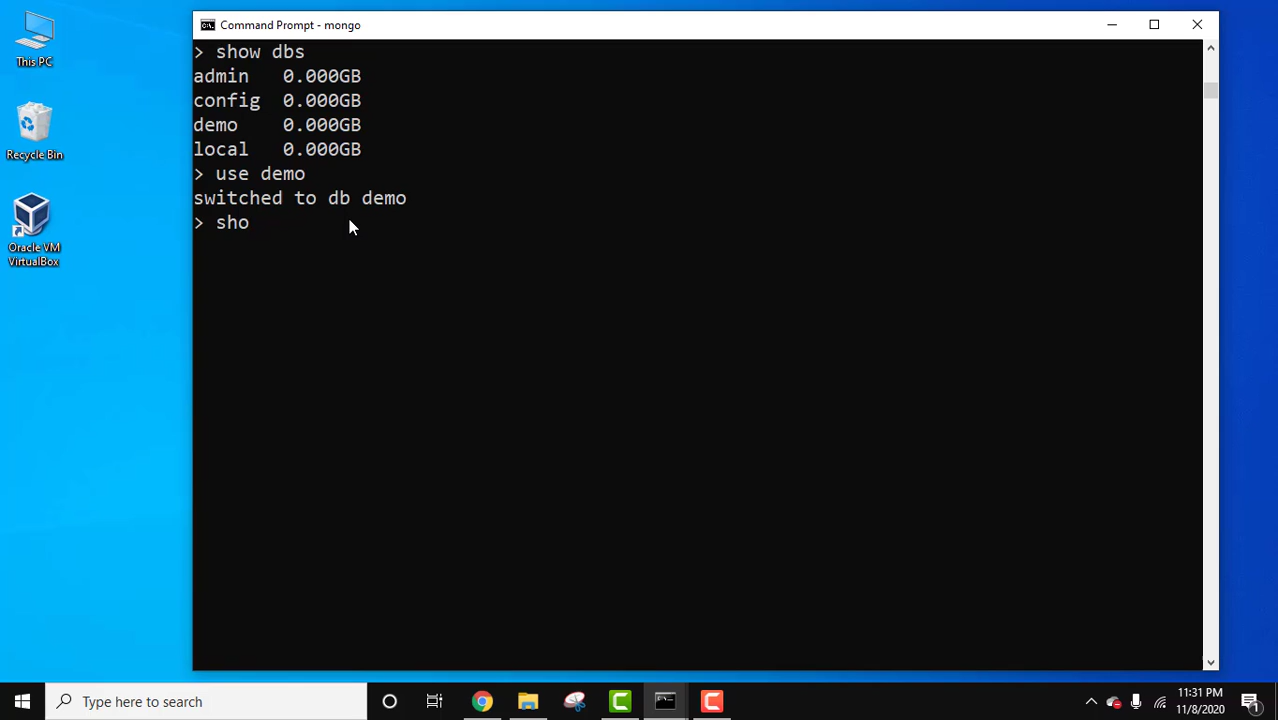 This PC
Recycle Bin
Oracle VM
VirtualBox
Command Prompt - mongo
> show dbs
admin   0.000GB
config  0.000GB
demo    0.000GB
local   0.000GB
> use demo
switched to db demo
> sho
Type here to search
11:31 PM
11/8/2020
1